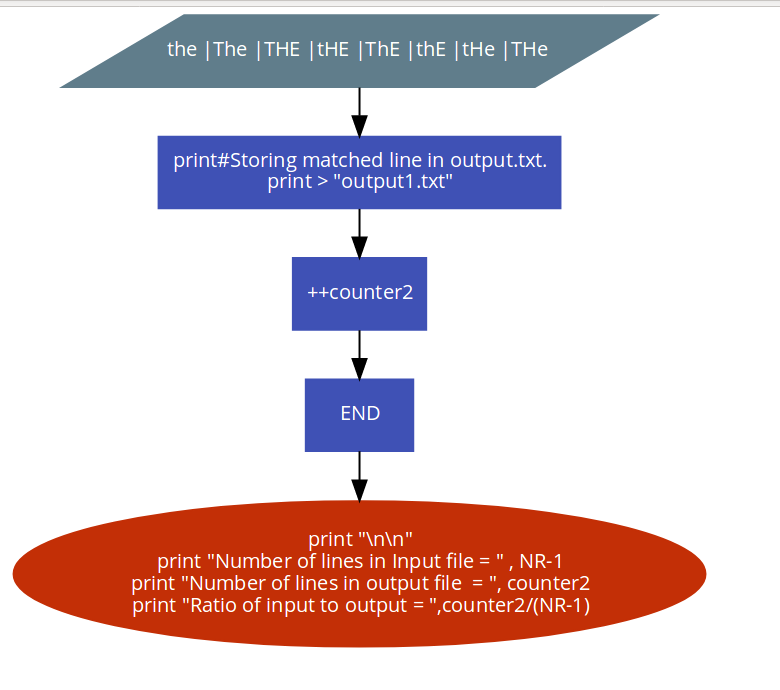 the |The |THE |tHE |ThE |thE |tHe |THe
print#Storing matched line in output.txt.
print > "output1.txt"
++counter2
END
print "\n\n"
print "Number of lines in Input file = " , NR-1
print "Number of lines in output file  = ", counter2
print "Ratio of input to output = ",counter2/(NR-1)